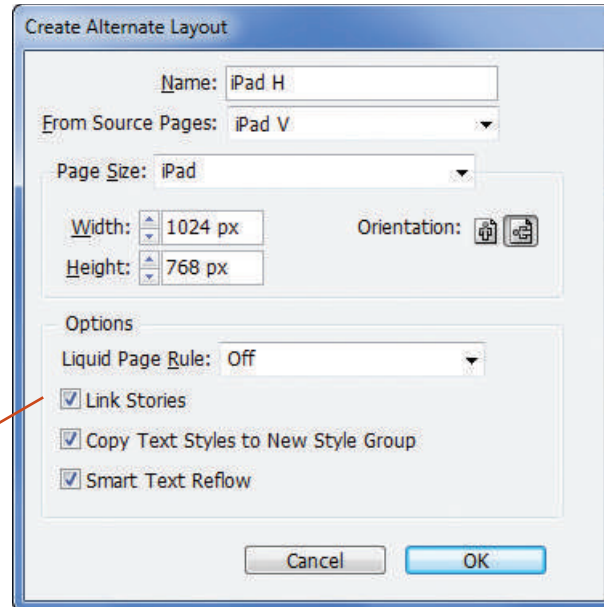 Create Alternate Layout
Name: iPad H
From Source Pages: iPad V
Page Size: iPad
Width: 1024 px Orientation:
Height: 768 px
Options
Liquid Page Rule: Off
Link Stories
Copy Text Styles to New Style Group
Smart Text Reflow
Cancel OK